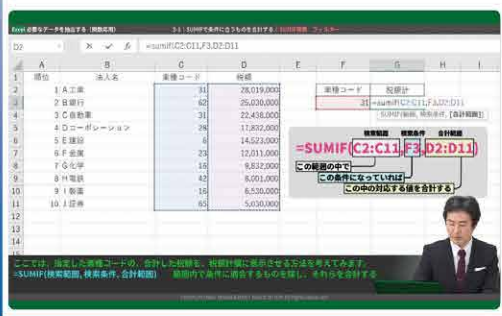 Excel 必要なデータを抽出する（関数応用）
3-1｜SUMIFで条件に合うものを合計する
D2
=sumif(C2:C11,F3,D2:D11
A B C D E F G H I
1 順位 法人名 業種コード 税額 業種コード 税額計
2 1 A工業 31 28,019,000 31 =sumif(C2:C11,F3,D2:D11
3 2 B銀行 62 25,020,000 SUMIF(範囲, 検索条件, [合計範囲])
4 3 C自動車 31 22,438,000
5 4 Dコーポレーション 26 17,832,000
6 5 E建設 6 14,523,000
7 6 F金属 23 12,011,000
8 7 G化学 16 9,832,000
9 8 H電鉄 42 8,001,000
10 9 I製薬 16 6,530,000
11 10 J証券 65 5,030,000
12
13
14
検索範囲 検索条件 合計範囲
=SUMIF(C2:C11,F3,D2:D11)
この範囲の中で
この条件になっていれば
この中の対応する値を合計する
ここでは、指定した業種コードの、合計した税額を、税額計欄に表示させる方法を考えてみます。
=SUMIF(検索範囲,検索条件,合計範囲) 範囲内で条件に適合するものを探し、それらを合計する